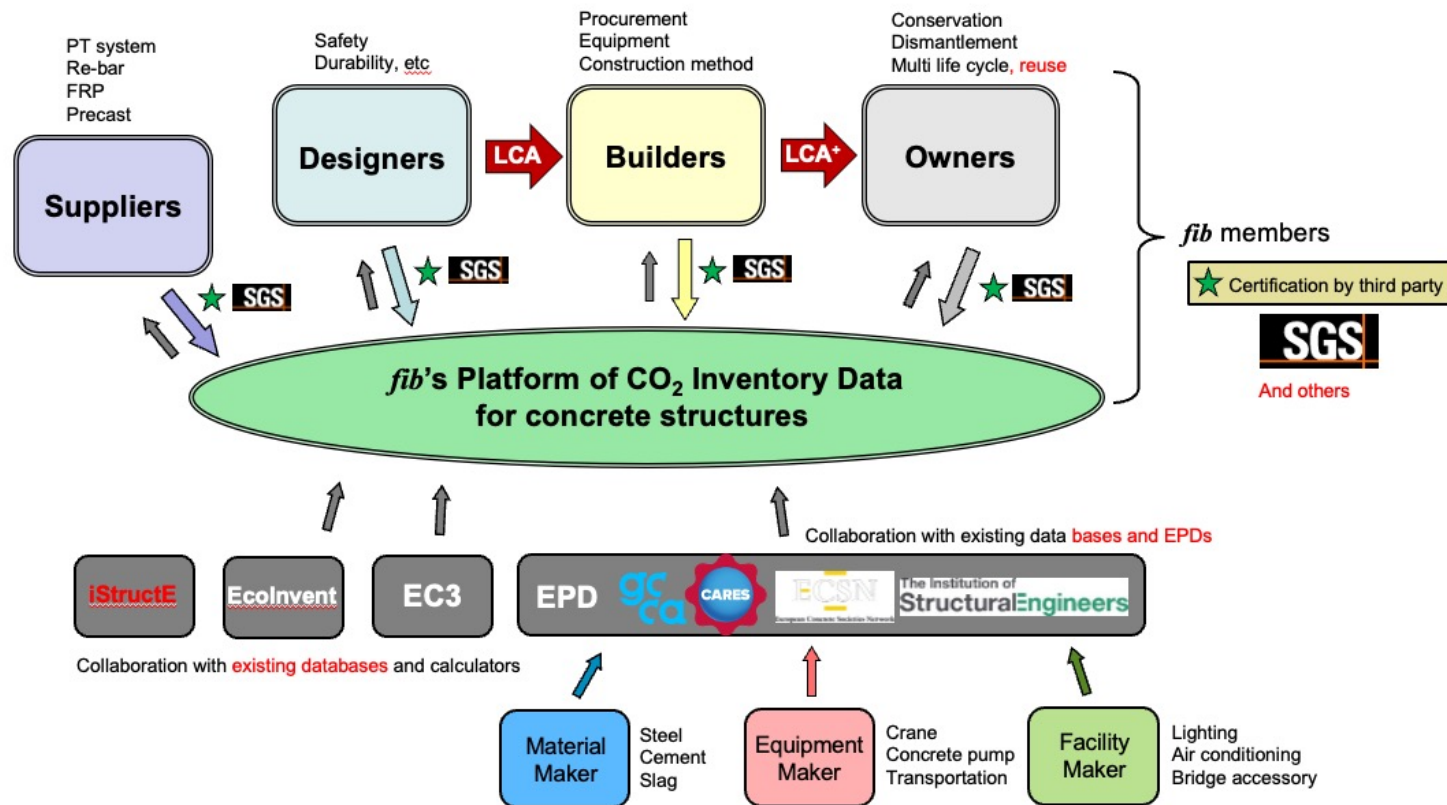 PT system
Re-bar
FRP
Precast
Suppliers
Safety
Durability, etc
Designers
LCA
Procurement
Equipment
Construction method
Builders
LCA+
Conservation
Dismantlement
Multi life cycle, reuse
Owners
fib members
Certification by third party
SGS
And others
SGS
SGS
SGS
SGS
fib's Platform of CO2 Inventory Data
for concrete structures
Collaboration with existing data bases and EPDs
iStructE
EcoInvent
EC3
EPD
gc
ca
CARES
ECSN
European Concrete Societies Network
The Institution of
StructuralEngineers
Collaboration with existing databases and calculators
Material
Maker
Steel
Cement
Slag
Equipment
Maker
Crane
Concrete pump
Transportation
Facility
Maker
Lighting
Air conditioning
Bridge accessory